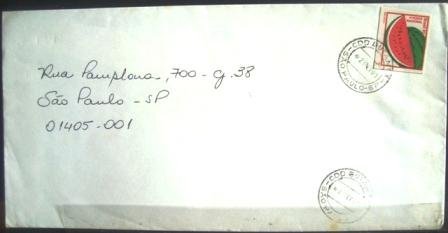 Rua Pamplona, 700 - cj. 38
São Paulo - SP
01405-001